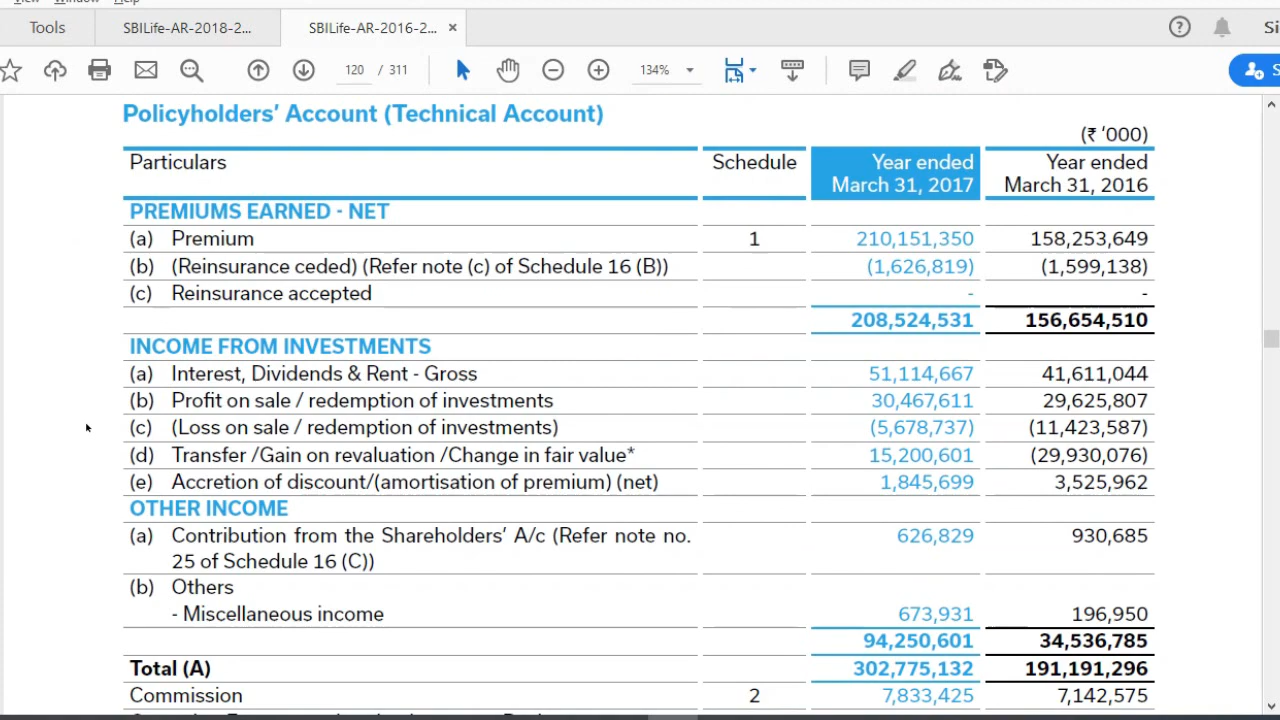 Tools SBILife-AR-2018-2... SBILife-AR-2016-2... ×
120 / 311 134%
Policyholders' Account (Technical Account)
(₹ '000)
Particulars Schedule Year ended March 31, 2017 Year ended March 31, 2016
PREMIUMS EARNED - NET
(a) Premium 1 210,151,350 158,253,649
(b) (Reinsurance ceded) (Refer note (c) of Schedule 16 (B)) (1,626,819) (1,599,138)
(c) Reinsurance accepted - -
208,524,531 156,654,510
INCOME FROM INVESTMENTS
(a) Interest, Dividends & Rent - Gross 51,114,667 41,611,044
(b) Profit on sale / redemption of investments 30,467,611 29,625,807
(c) (Loss on sale / redemption of investments) (5,678,737) (11,423,587)
(d) Transfer /Gain on revaluation /Change in fair value* 15,200,601 (29,930,076)
(e) Accretion of discount/(amortisation of premium) (net) 1,845,699 3,525,962
OTHER INCOME
(a) Contribution from the Shareholders' A/c (Refer note no. 626,829 930,685
25 of Schedule 16 (C))
(b) Others
- Miscellaneous income 673,931 196,950
94,250,601 34,536,785
Total (A) 302,775,132 191,191,296
Commission 2 7,833,425 7,142,575